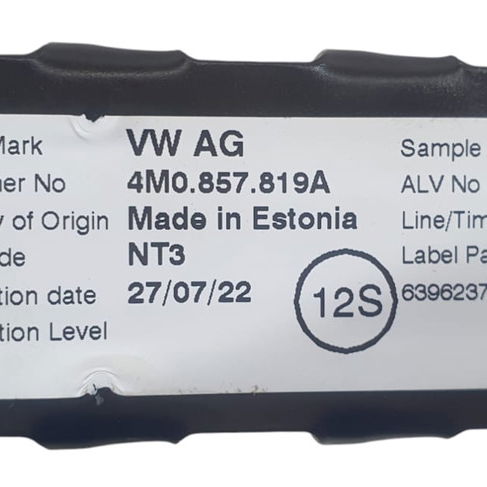 Mark VW AG Sample
er No 4M0.857.819A ALV No
y of Origin Made in Estonia Line/Tim
de NT3 Label Pa
tion date 27/07/22 12S 6396237
tion Level